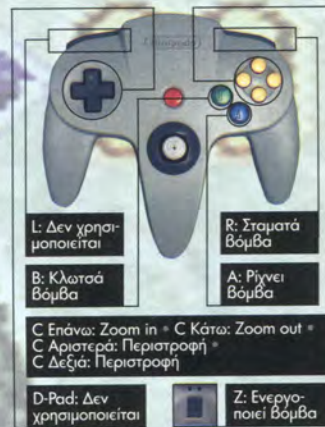 Nintendo
L: Δεν χρησι-
μοποιείται
R: Σταματά
βόμβα
B: Κλωτσά
βόμβα
A: Ρίχνει
βόμβα
C Επάνω: Zoom in • C Κάτω: Zoom out •
C Αριστερά: Περιστροφή •
C Δεξιά: Περιστροφή
D-Pad: Δεν
χρησιμοποιείται
Z: Ενεργο-
ποιεί βόμβα